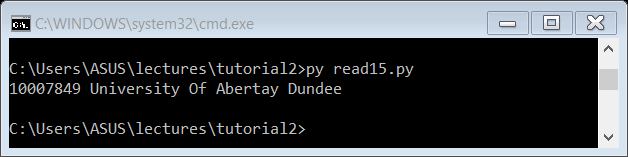 C:\WINDOWS\system32\cmd.exe
C:\Users\ASUS\lectures\tutorial2>py read15.py
10007849 University Of Abertay Dundee
C:\Users\ASUS\lectures\tutorial2>